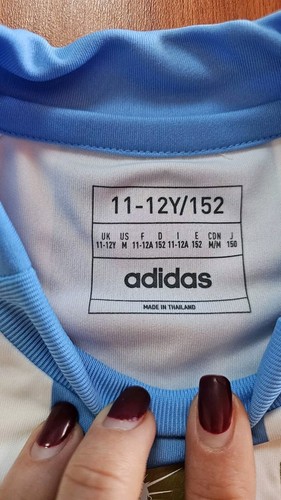 11-12Y/152
UK US F D I E CDN J
11-12Y M 11-12A 152 11-12A 152 M/M 150
adidas
MADE IN THAILAND